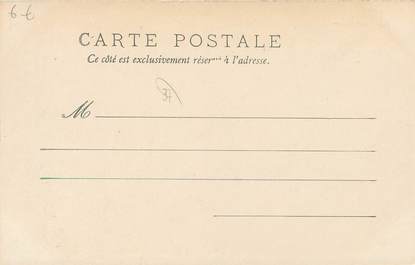 6-€
CARTE POSTALE
Ce côté est exclusivement réservé à l'adresse.
M